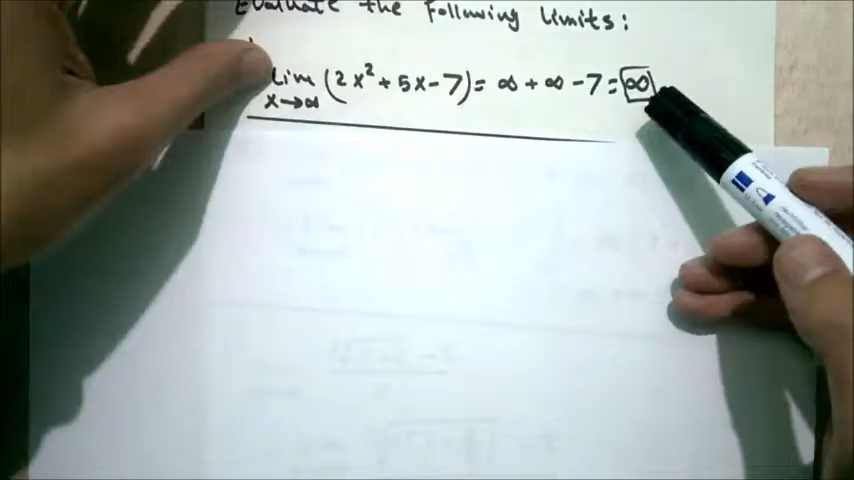 Evaluate the following limits:
lim (2x² + 5x - 7) = ∞ + ∞ - 7 = ∞
x→∞